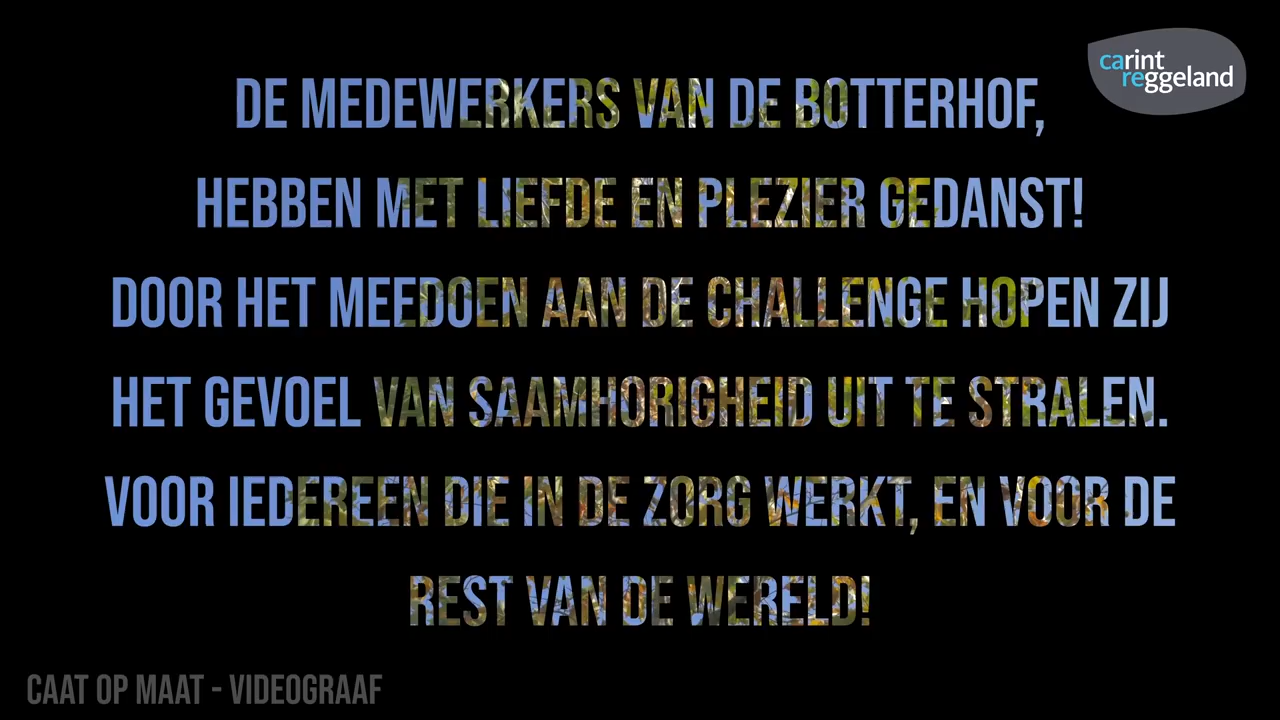 carint
reggeland
DE MEDEWERKERS VAN DE BOTTERHOF,
HEBBEN MET LIEFDE EN PLEZIER GEDANST!
DOOR HET MEEDOEN AAN DE CHALLENGE HOPEN ZIJ
HET GEVOEL VAN SAAMHORIGHEID UIT TE STRALEN.
VOOR IEDEREEN DIE IN DE ZORG WERKT, EN VOOR DE
REST VAN DE WERELD!
CAAT OP MAAT - VIDEOGRAAF